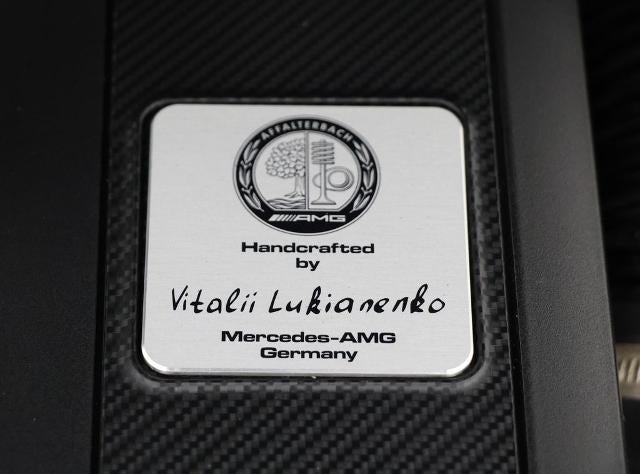 AFFALTERBACH
AMG
Handcrafted
by
Vitalii Lukianenko
Mercedes-AMG
Germany